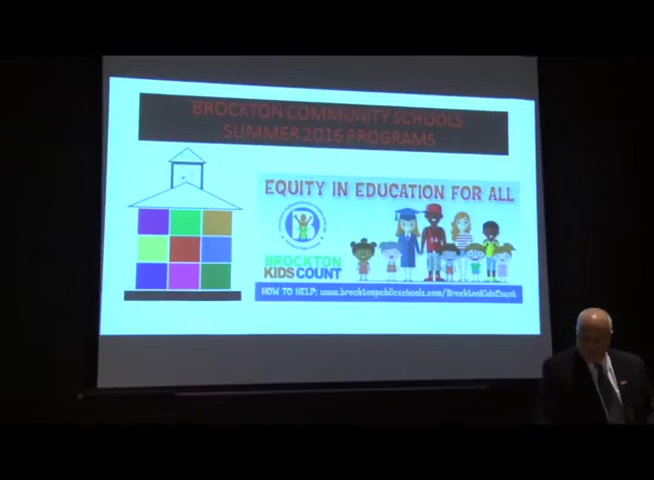 BROCKTON COMMUNITY SCHOOLS
SUMMER 2016 PROGRAMS
EQUITY IN EDUCATION FOR ALL
B
BROCKTON
KIDS COUNT
HOW TO HELP: www.brocktonpublicschools.com/BrocktonKidsCount